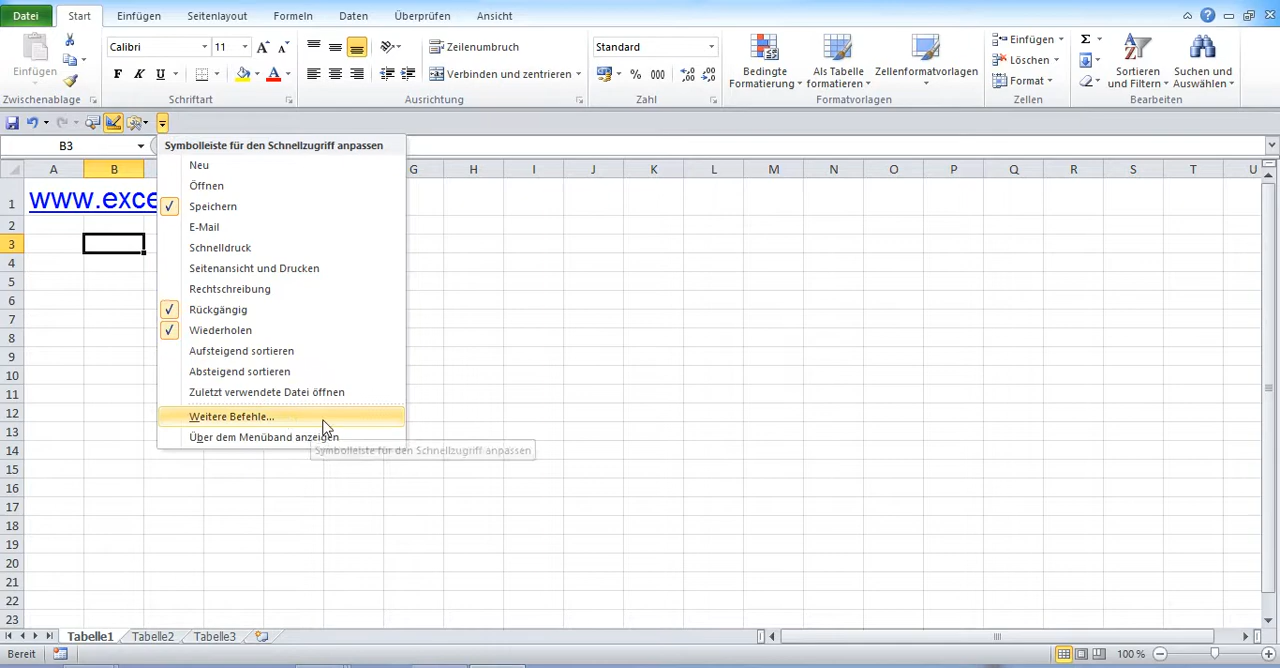 Datei Start Einfügen Seitenlayout Formeln Daten Überprüfen Ansicht
Einfügen
Zwischenablage
Calibri 11
F K U
Schriftart
Zeilenumbruch
Verbinden und zentrieren
Ausrichtung
Standard
% 000
Zahl
Bedingte Formatierung
Als Tabelle formatieren
Zellenformatvorlagen
Formatvorlagen
Einfügen
Löschen
Format
Zellen
Σ
Sortieren und Filtern
Suchen und Auswählen
Bearbeiten
B3
Symbolleiste für den Schnellzugriff anpassen
Neu
Öffnen
Speichern
E-Mail
Schnelldruck
Seitenansicht und Drucken
Rechtschreibung
Rückgängig
Wiederholen
Aufsteigend sortieren
Absteigend sortieren
Zuletzt verwendete Datei öffnen
Weitere Befehle...
Über dem Menüband anzeigen
Symbolleiste für den Schnellzugriff anpassen
A B G H I J K L M N O P Q R S T U
1 www.exce
2
3
4
5
6
7
8
9
10
11
12
13
14
15
16
17
18
19
20
21
22
23
Tabelle1 Tabelle2 Tabelle3
Bereit 100 %